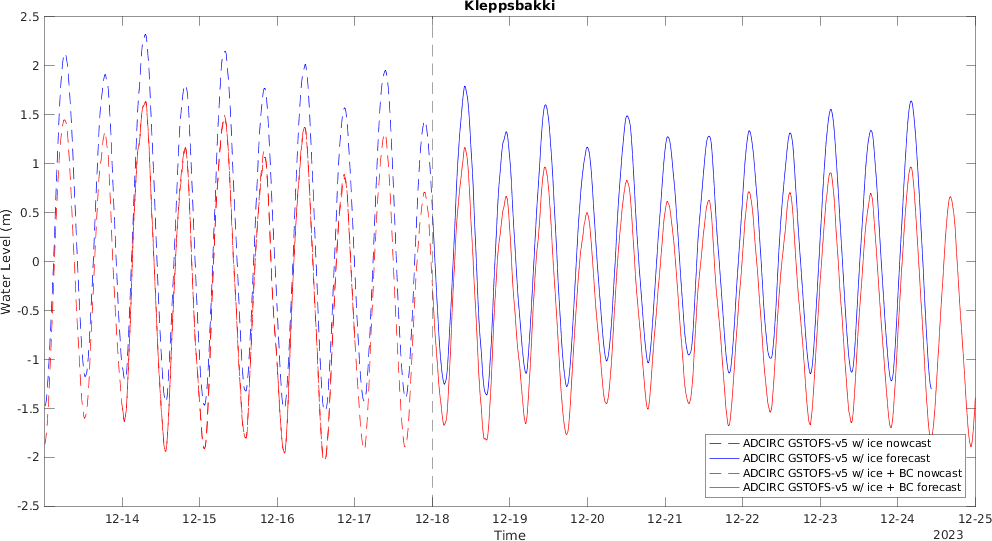 Kleppsbakki
2.5
2
1.5
1
0.5
0
-0.5
-1
-1.5
-2
-2.5
Water Level (m)
12-14 12-15 12-16 12-17 12-18 12-19 12-20 12-21 12-22 12-23 12-24 12-25
Time
2023
ADCIRC GSTOFS-v5 w/ ice nowcast
ADCIRC GSTOFS-v5 w/ ice forecast
ADCIRC GSTOFS-v5 w/ ice + BC nowcast
ADCIRC GSTOFS-v5 w/ ice + BC forecast